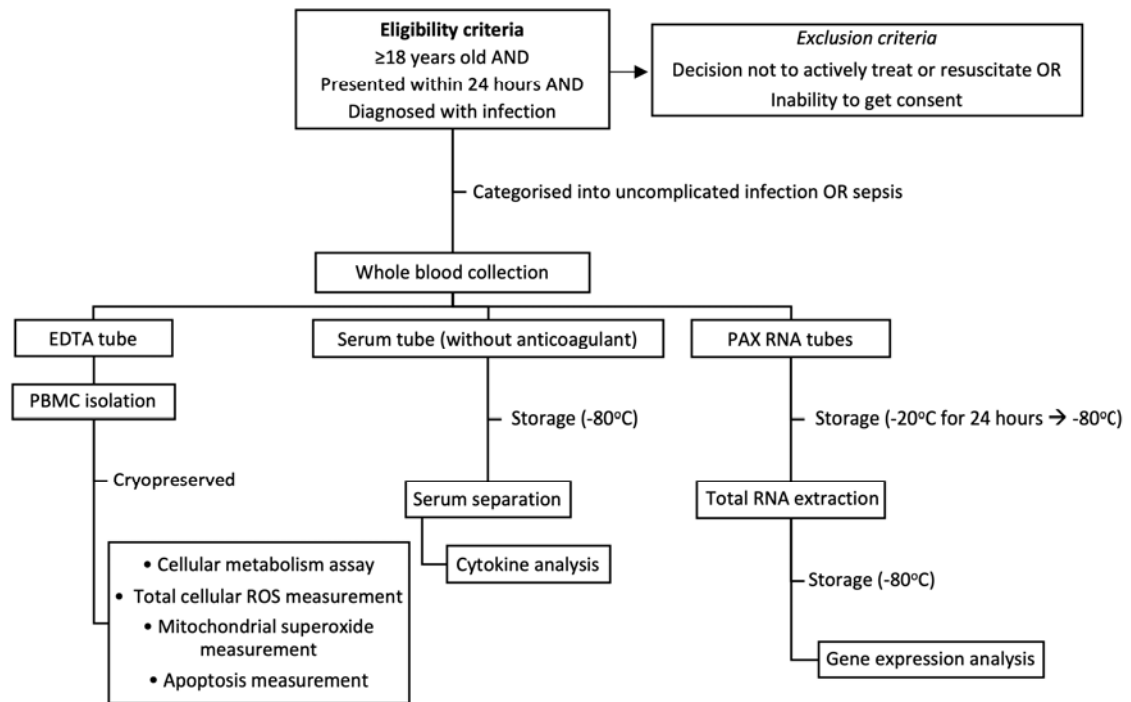 Eligibility criteria
≥18 years old AND
Presented within 24 hours AND
Diagnosed with infection
Exclusion criteria
Decision not to actively treat or resuscitate OR
Inability to get consent
Categorised into uncomplicated infection OR sepsis
Whole blood collection
EDTA tube
Serum tube (without anticoagulant)
PAX RNA tubes
PBMC isolation
Storage (-80°C)
Storage (-20°C for 24 hours → -80°C)
Cryopreserved
Serum separation
Total RNA extraction
Cytokine analysis
• Cellular metabolism assay
• Total cellular ROS measurement
• Mitochondrial superoxide
measurement
• Apoptosis measurement
Storage (-80°C)
Gene expression analysis